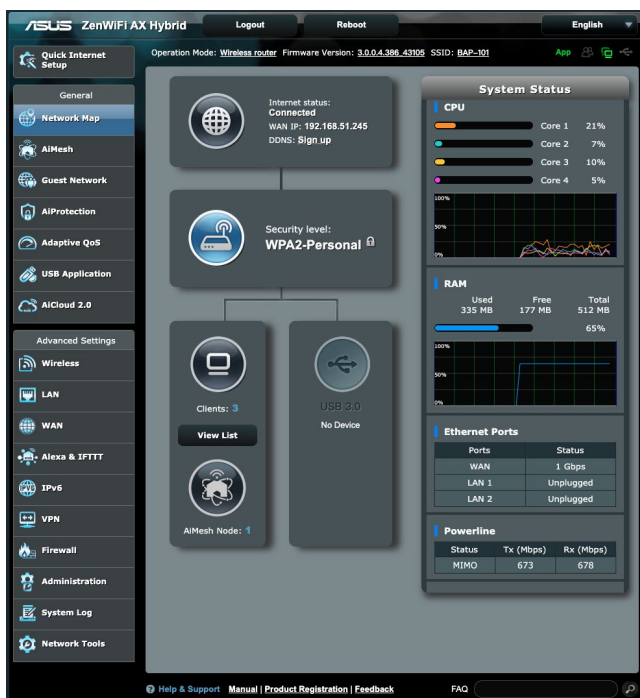 ASUS ZenWiFi AX Hybrid Logout Reboot English
Quick Internet Setup
Operation Mode: Wireless router Firmware Version: 3.0.0.4.386_43105 SSID: BAP-101 App
General
Network Map
AiMesh
Guest Network
AiProtection
Adaptive QoS
USB Application
AiCloud 2.0
Advanced Settings
Wireless
LAN
WAN
Alexa & IFTTT
IPv6
VPN
Firewall
Administration
System Log
Network Tools
Internet status:
Connected
WAN IP: 192.168.51.245
DDNS: Sign up
Security level:
WPA2-Personal
Clients: 3
View List
AiMesh Node: 1
USB 3.0
No Device
System Status
CPU
Core 1 21%
Core 2 7%
Core 3 10%
Core 4 5%
100%
50%
0%
RAM
Used Free Total
335 MB 177 MB 512 MB
65%
100%
50%
0%
Ethernet Ports
Ports Status
WAN 1 Gbps
LAN 1 Unplugged
LAN 2 Unplugged
Powerline
Status Tx (Mbps) Rx (Mbps)
MIMO 673 678
Help & Support Manual | Product Registration | Feedback FAQ